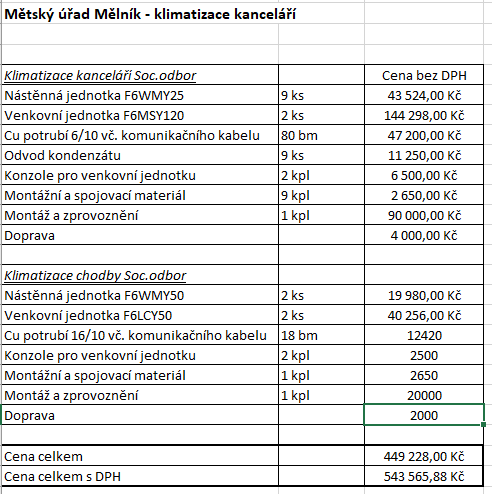 Mětský úřad Mělník - klimatizace kanceláří
Klimatizace kanceláří Soc.odbor Cena bez DPH
Nástěnná jednotka F6WMY25 9 ks 43 524,00 Kč
Venkovní jednotka F6MSY120 2 ks 144 298,00 Kč
Cu potrubí 6/10 vč. komunikačního kabelu 80 bm 47 200,00 Kč
Odvod kondenzátu 9 ks 11 250,00 Kč
Konzole pro venkovní jednotku 2 kpl 6 500,00 Kč
Montážní a spojovací materiál 9 kpl 2 650,00 Kč
Montáž a zprovoznění 1 kpl 90 000,00 Kč
Doprava 4 000,00 Kč
Klimatizace chodby Soc.odbor
Nástěnná jednotka F6WMY50 2 ks 19 980,00 Kč
Venkovní jednotka F6LCY50 2 ks 40 256,00 Kč
Cu potrubí 16/10 vč. komunikačního kabelu 18 bm 12420
Konzole pro venkovní jednotku 2 kpl 2500
Montážní a spojovací materiál 1 kpl 2650
Montáž a zprovoznění 1 kpl 20000
Doprava 2000
Cena celkem 449 228,00 Kč
Cena celkem s DPH 543 565,88 Kč